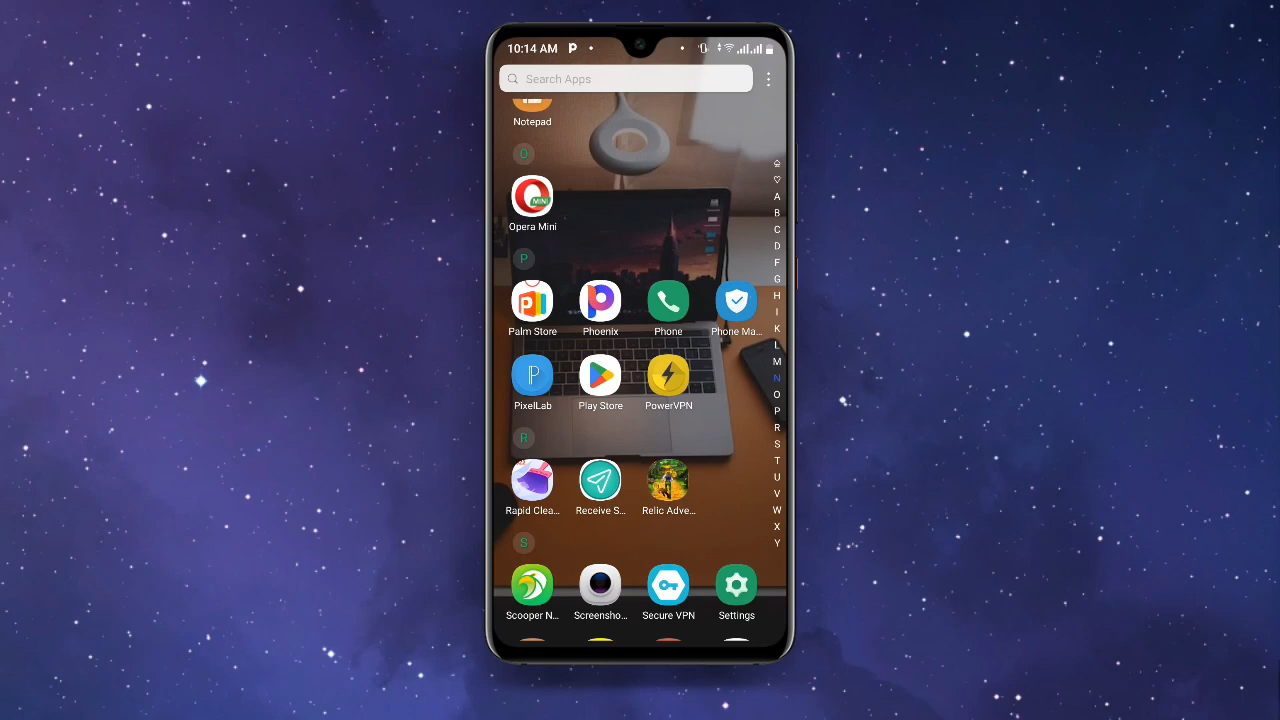 10:14 AM P
Search Apps
Notepad
O
MINI
Opera Mini
P
Palm Store Phoenix Phone Phone Ma...
PixelLab Play Store PowerVPN
R
Rapid Clea... Receive S... Relic Adve...
S
Scooper N... Screensho... Secure VPN Settings
A
B
C
D
F
G
H
I
K
L
M
N
O
P
R
S
T
U
V
W
X
Y